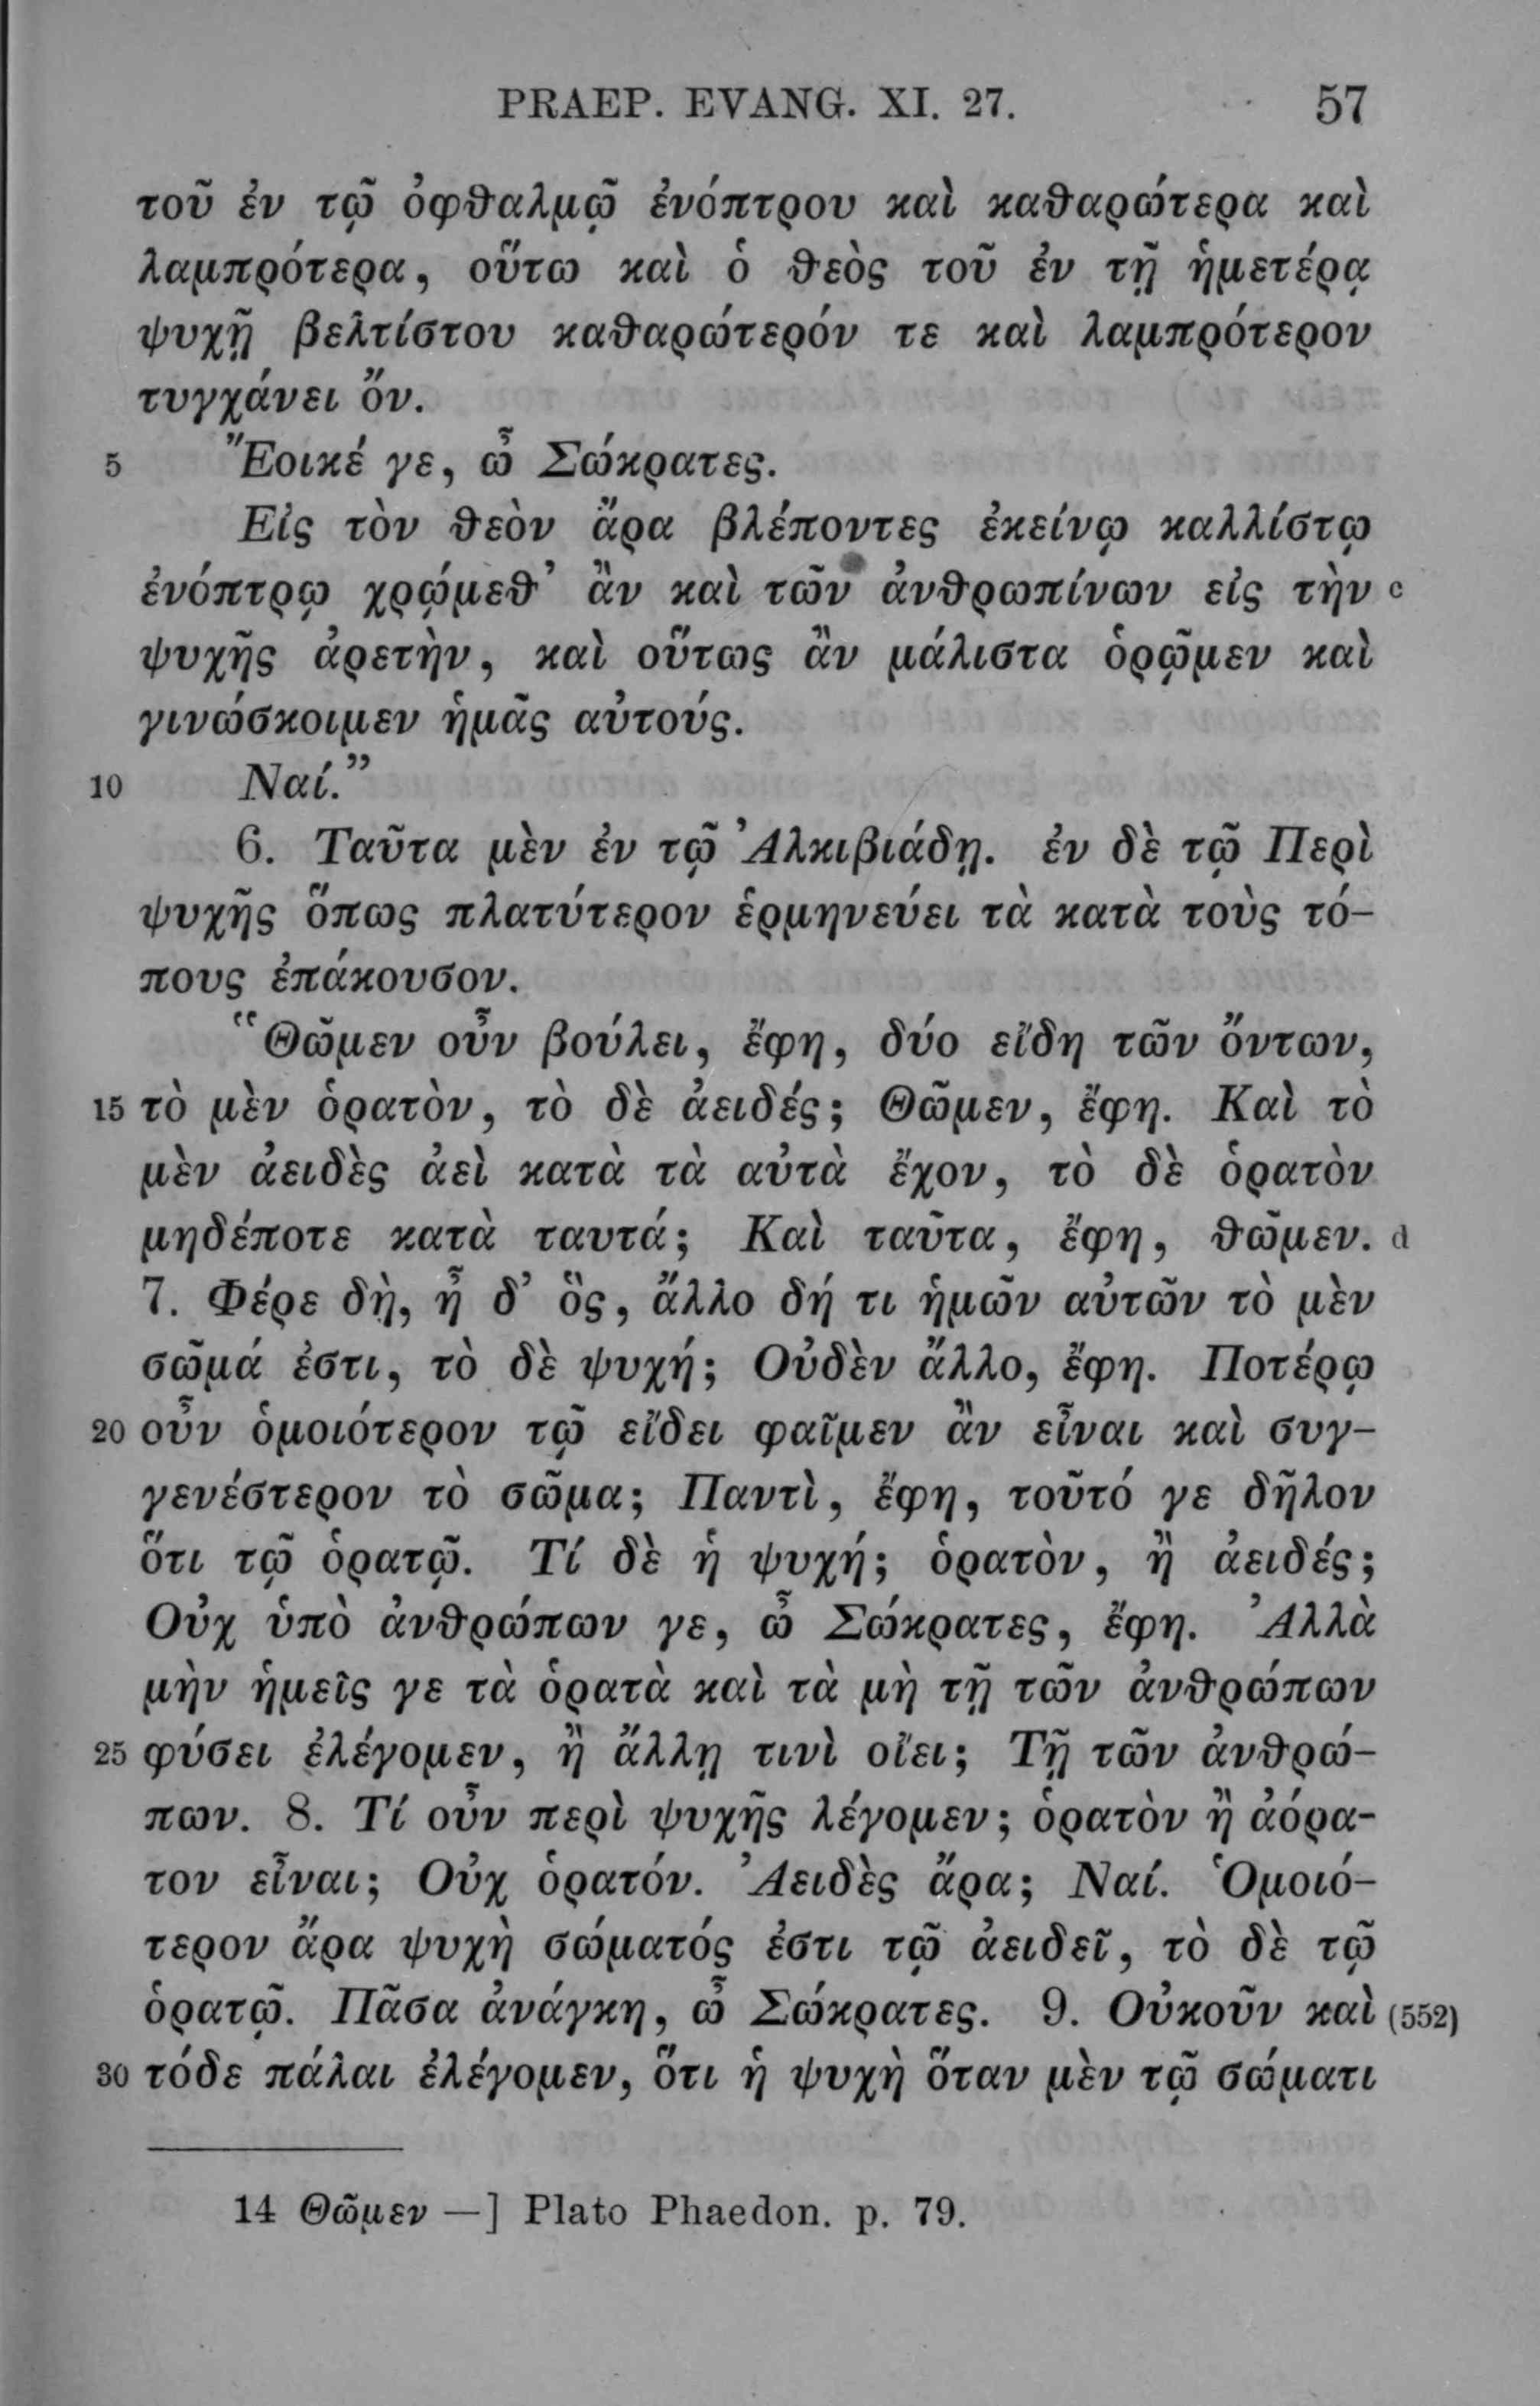 PRAEP. EVANG. XI. 27. 57
τοῦ ἐν τῷ ὀφθαλμῷ ἐνόπτρου καὶ καθαρώτερα καὶ
λαμπρότερα, οὕτω καὶ ὁ θεὸς τοῦ ἐν τῇ ἡμετέρᾳ
ψυχῇ βελτίστου καθαρώτερόν τε καὶ λαμπρότερον
τυγχάνει ὄν.
5 Ἔοικέ γε, ὦ Σώκρατες.
Εἰς τὸν θεὸν ἄρα βλέποντες ἐκείνῳ καλλίστῳ
ἐνόπτρῳ χρῴμεθ’ ἂν καὶ τῶν ἀνθρωπίνων εἰς τὴν c
ψυχῆς ἀρετὴν, καὶ οὕτως ἂν μάλιστα ὁρῷμεν καὶ
γινώσκοιμεν ἡμᾶς αὐτούς.
10 Ναί.”
6. Ταῦτα μὲν ἐν τῷ Ἀλκιβιάδῃ. ἐν δὲ τῷ Περὶ
ψυχῆς ὅπως πλατύτερον ἑρμηνεύει τὰ κατὰ τοὺς τό-
πους ἐπάκουσον.
“Θῶμεν οὖν βούλει, ἔφη, δύο εἴδη τῶν ὄντων,
15 τὸ μὲν ὁρατὸν, τὸ δὲ ἀειδές; Θῶμεν, ἔφη. Καὶ τὸ
μὲν ἀειδὲς ἀεὶ κατὰ τὰ αὐτὰ ἔχον, τὸ δὲ ὁρατὸν
μηδέποτε κατὰ ταυτά; Καὶ ταῦτα, ἔφη, θῶμεν. d
7. Φέρε δὴ, ἦ δ’ ὃς, ἄλλο δή τι ἡμῶν αὐτῶν τὸ μὲν
σῶμά ἐστι, τὸ δὲ ψυχή; Οὐδὲν ἄλλο, ἔφη. Ποτέρῳ
20 οὖν ὁμοιότερον τῷ εἴδει φαῖμεν ἂν εἶναι καὶ συγ-
γενέστερον τὸ σῶμα; Παντὶ, ἔφη, τοῦτό γε δῆλον
ὅτι τῷ ὁρατῷ. Τί δὲ ἡ ψυχή; ὁρατὸν, ἢ ἀειδές;
Οὐχ ὑπὸ ἀνθρώπων γε, ὦ Σώκρατες, ἔφη. Ἀλλὰ
μὴν ἡμεῖς γε τὰ ὁρατὰ καὶ τὰ μὴ τῇ τῶν ἀνθρώπων
25 φύσει ἐλέγομεν, ἢ ἄλλῃ τινὶ οἴει; Τῇ τῶν ἀνθρώ-
πων. 8. Τί οὖν περὶ ψυχῆς λέγομεν; ὁρατὸν ἢ ἀόρα-
τον εἶναι; Οὐχ ὁρατόν. Ἀειδὲς ἄρα; Ναί. Ὁμοιό-
τερον ἄρα ψυχὴ σώματός ἐστι τῷ ἀειδεῖ, τὸ δὲ τῷ
ὁρατῷ. Πᾶσα ἀνάγκη, ὦ Σώκρατες. 9. Οὐκοῦν καὶ (552)
30 τόδε πάλαι ἐλέγομεν, ὅτι ἡ ψυχὴ ὅταν μὲν τῷ σώματι
14 Θῶμεν —] Plato Phaedon. p. 79.